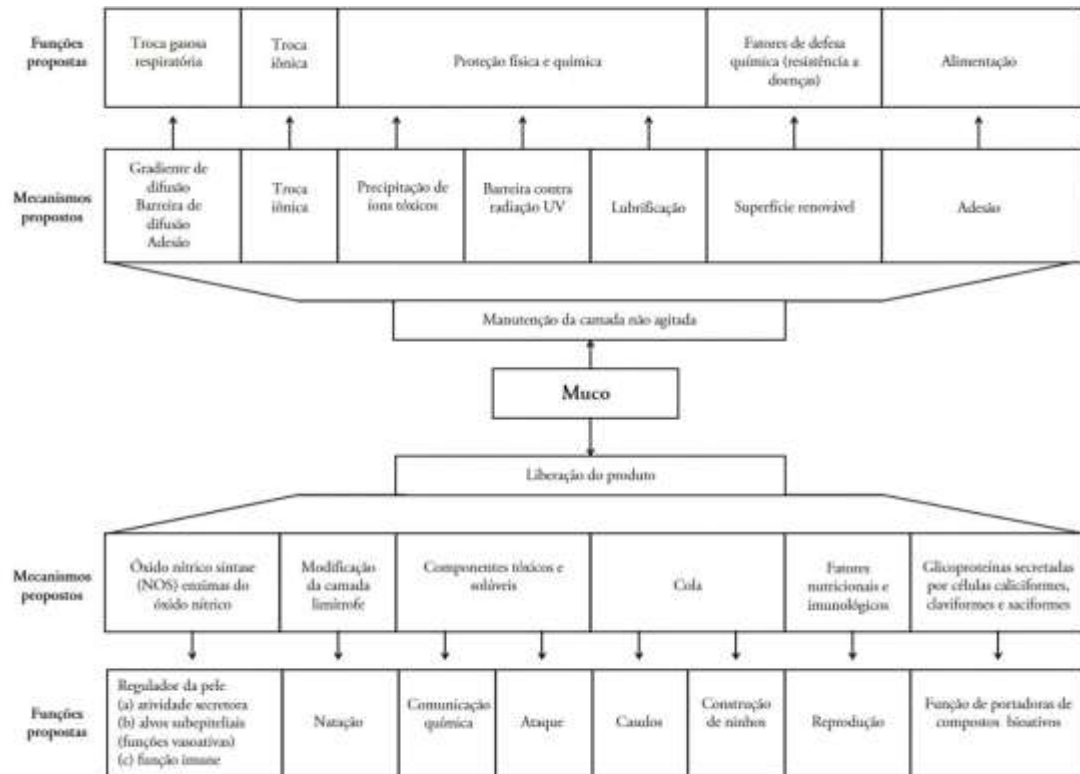 Funções
propostas
Troca gasosa
respiratória
Troca
iônica
Proteção física e química
Fatores de defesa
química (resistência a
doenças)
Alimentação
Mecanismos
propostos
Gradiente de
difusão
Barreira de
difusão
Adesão
Troca
iônica
Precipitação de
íons tóxicos
Barreira contra
radiação UV
Lubrificação
Superfície renovável
Adesão
Manutenção da camada não agitada
Muco
Liberação do produto
Mecanismos
propostos
Óxido nítrico sintase
(NOS) enzimas do
óxido nítrico
Modificação
da camada
limítrofe
Componentes tóxicos e
solúveis
Cola
Fatores
nutricionais e
imunológicos
Glicoproteínas secretadas
por células caliciformes,
claviformes e saciformes
Funções
propostas
Regulador da pele
(a) atividade secretora
(b) alvos subepiteliais
(funções vasoativas)
(c) função imune
Natação
Comunicação
química
Ataque
Casulos
Construção
de ninhos
Reprodução
Função de portadoras de
compostos bioativos